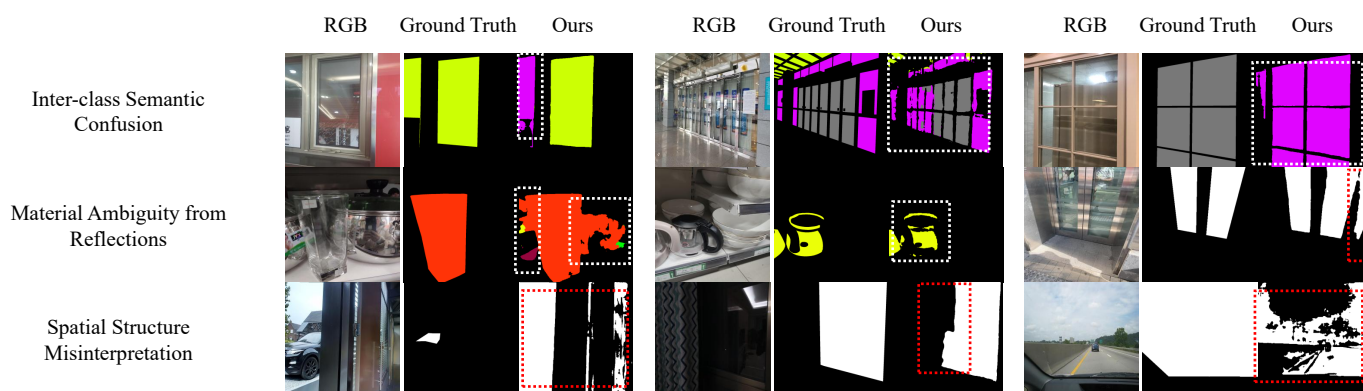 RGB Ground Truth Ours RGB Ground Truth Ours RGB Ground Truth Ours
Inter-class Semantic
Confusion
Material Ambiguity from
Reflections
Spatial Structure
Misinterpretation